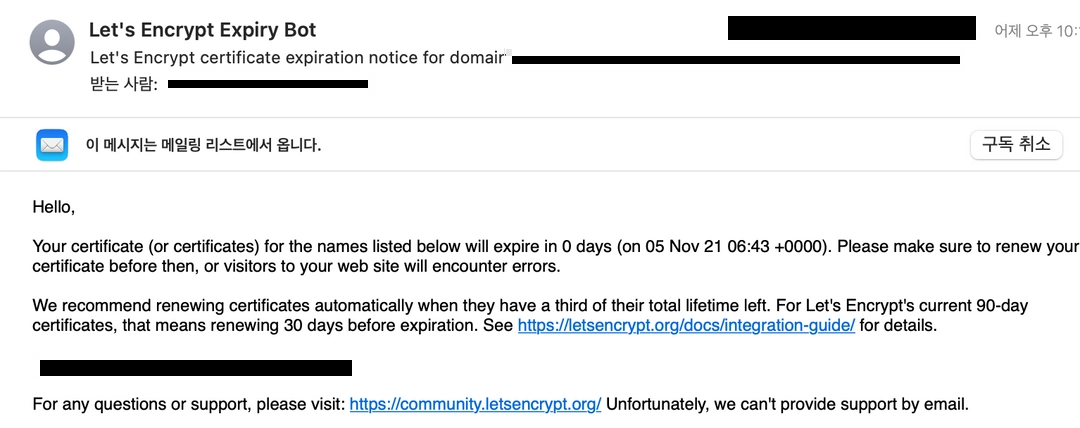 Let's Encrypt Expiry Bot
어제 오후 10:
Let's Encrypt certificate expiration notice for domain
받는 사람:
이 메시지는 메일링 리스트에서 옵니다.
구독 취소
Hello,
Your certificate (or certificates) for the names listed below will expire in 0 days (on 05 Nov 21 06:43 +0000). Please make sure to renew your
certificate before then, or visitors to your web site will encounter errors.
We recommend renewing certificates automatically when they have a third of their total lifetime left. For Let's Encrypt's current 90-day
certificates, that means renewing 30 days before expiration. See https://letsencrypt.org/docs/integration-guide/ for details.
For any questions or support, please visit: https://community.letsencrypt.org/ Unfortunately, we can't provide support by email.